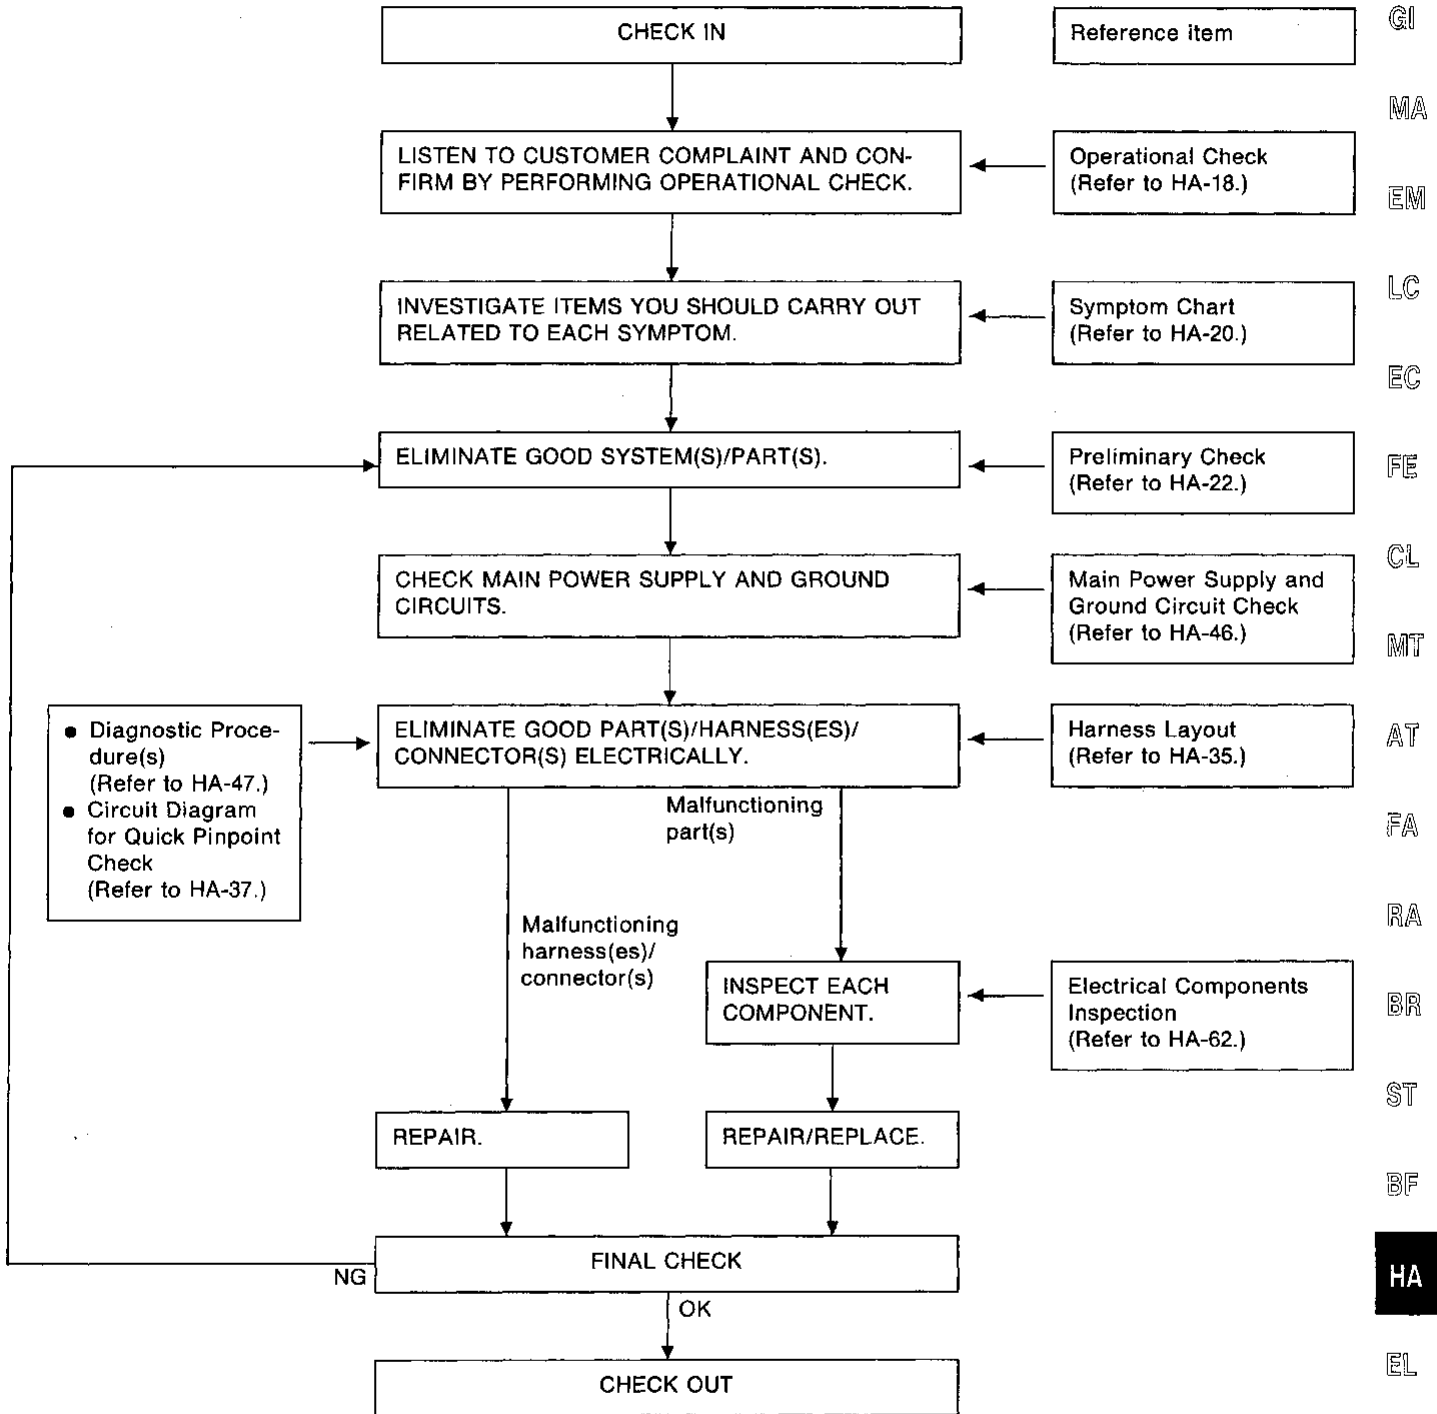 CHECK IN
Reference item
LISTEN TO CUSTOMER COMPLAINT AND CON-
FIRM BY PERFORMING OPERATIONAL CHECK.
Operational Check
(Refer to HA-18.)
INVESTIGATE ITEMS YOU SHOULD CARRY OUT
RELATED TO EACH SYMPTOM.
Symptom Chart
(Refer to HA-20.)
ELIMINATE GOOD SYSTEM(S)/PART(S).
Preliminary Check
(Refer to HA-22.)
CHECK MAIN POWER SUPPLY AND GROUND
CIRCUITS.
Main Power Supply and
Ground Circuit Check
(Refer to HA-46.)
● Diagnostic Proce-
dure(s)
(Refer to HA-47.)
● Circuit Diagram
for Quick Pinpoint
Check
(Refer to HA-37.)
ELIMINATE GOOD PART(S)/HARNESS(ES)/
CONNECTOR(S) ELECTRICALLY.
Harness Layout
(Refer to HA-35.)
Malfunctioning
part(s)
Malfunctioning
harness(es)/
connector(s)
INSPECT EACH
COMPONENT.
Electrical Components
Inspection
(Refer to HA-62.)
REPAIR.
REPAIR/REPLACE.
FINAL CHECK
NG
OK
CHECK OUT
GI
MA
EM
LC
EC
FE
CL
MT
AT
FA
RA
BR
ST
BF
HA
EL